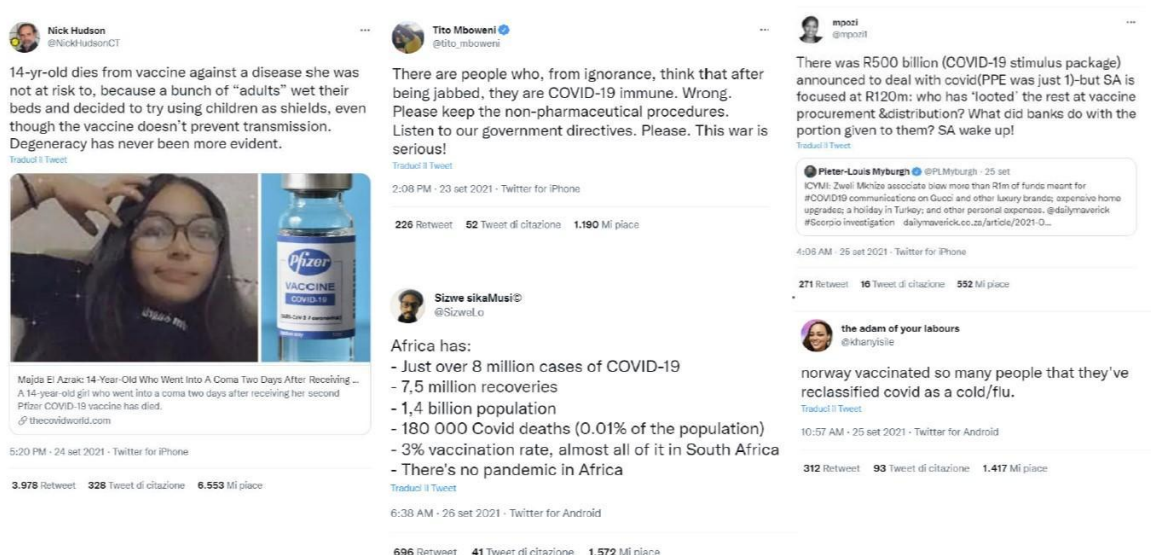 Nick Hudson
@NickHudsonCT
14-yr-old dies from vaccine against a disease she was
not at risk to, because a bunch of “adults” wet their
beds and decided to try using children as shields, even
though the vaccine doesn’t prevent transmission.
Degeneracy has never been more evident.
Traduci il Tweet
Pfizer
VACCINE
COVID-19
Majda El Azrak: 14-Year-Old Who Went Into A Coma Two Days After Receiving ...
A 14-year-old girl who went into a coma two days after receiving her second
Pfizer COVID-19 vaccine has died.
thecovidworld.com
5:20 PM · 24 set 2021 · Twitter for iPhone
3.978 Retweet 328 Tweet di citazione 6.553 Mi piace
Tito Mboweni
@tito_mboweni
There are people who, from ignorance, think that after
being jabbed, they are COVID-19 immune. Wrong.
Please keep the non-pharmaceutical procedures.
Listen to our government directives. Please. This war is
serious!
Traduci il Tweet
2:08 PM · 23 set 2021 · Twitter for iPhone
226 Retweet 52 Tweet di citazione 1.190 Mi piace
Sizwe sikaMusi©
@SizweLo
Africa has:
- Just over 8 million cases of COVID-19
- 7,5 million recoveries
- 1,4 billion population
- 180 000 Covid deaths (0.01% of the population)
- 3% vaccination rate, almost all of it in South Africa
- There's no pandemic in Africa
Traduci il Tweet
6:38 AM · 26 set 2021 · Twitter for Android
696 Retweet 41 Tweet di citazione 1.572 Mi piace
mpozi
@mpozi1
There was R500 billion (COVID-19 stimulus package)
announced to deal with covid(PPE was just 1)-but SA is
focused at R120m: who has ‘looted’ the rest at vaccine
procurement &distribution? What did banks do with the
portion given to them? SA wake up!
Traduci il Tweet
Pieter-Louis Myburgh @PLMyburgh · 25 set
ICYMI: Zweli Mkhize associate blew more than R1m of funds meant for
#COVID19 communications on Gucci and other luxury brands; expensive home
upgrades; a holiday in Turkey; and other personal expenses. @dailymaverick
#Scorpio investigation dailymaverick.co.za/article/2021-0...
4:06 AM · 26 set 2021 · Twitter for iPhone
271 Retweet 16 Tweet di citazione 552 Mi piace
the adam of your labours
@khanyisile
norway vaccinated so many people that they've
reclassified covid as a cold/flu.
Traduci il Tweet
10:57 AM · 25 set 2021 · Twitter for Android
312 Retweet 93 Tweet di citazione 1.417 Mi piace